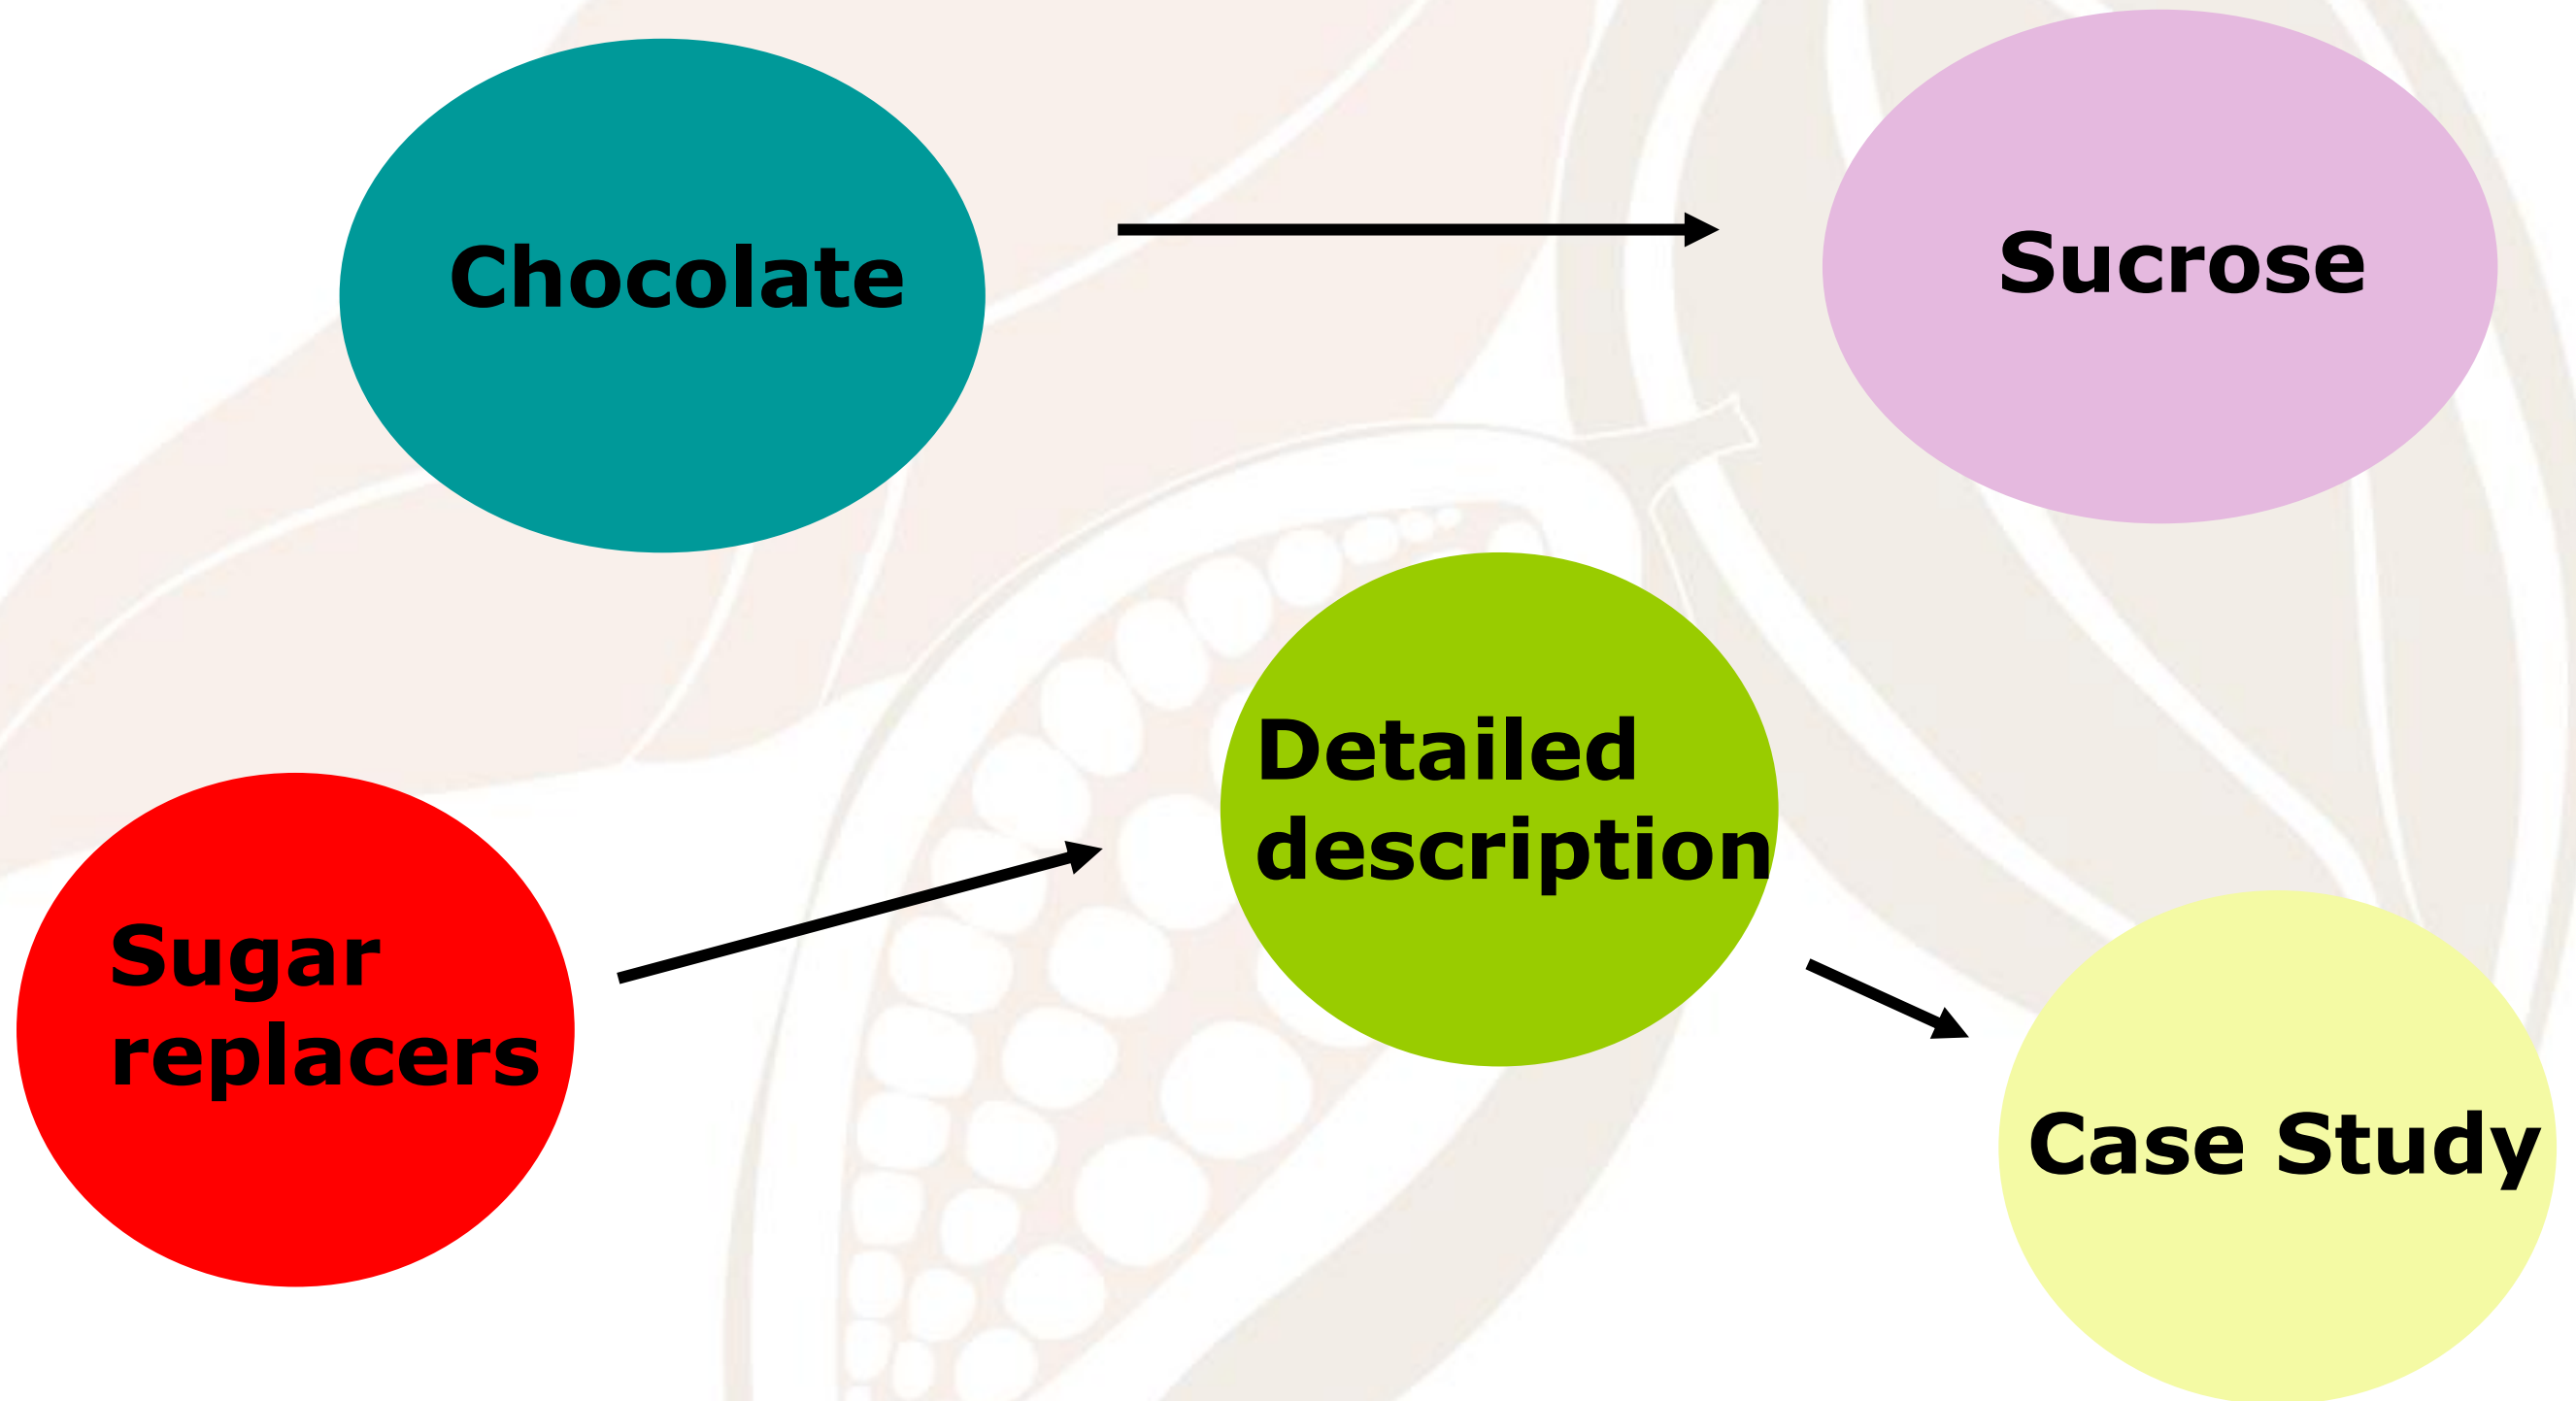 Chocolate
Sucrose
Sugar
replacers
Detailed
description
Case Study